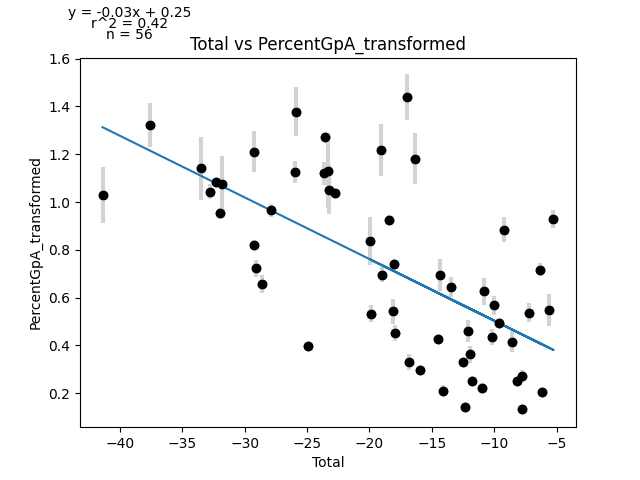 y = -0.03x + 0.25
r^2 = 0.42
n = 56
Total vs PercentGpA_transformed
1.6
1.4
1.2
1.0
0.8
0.6
0.4
0.2
PercentGpA_transformed
−40
−35
−30
−25
−20
−15
−10
−5
Total